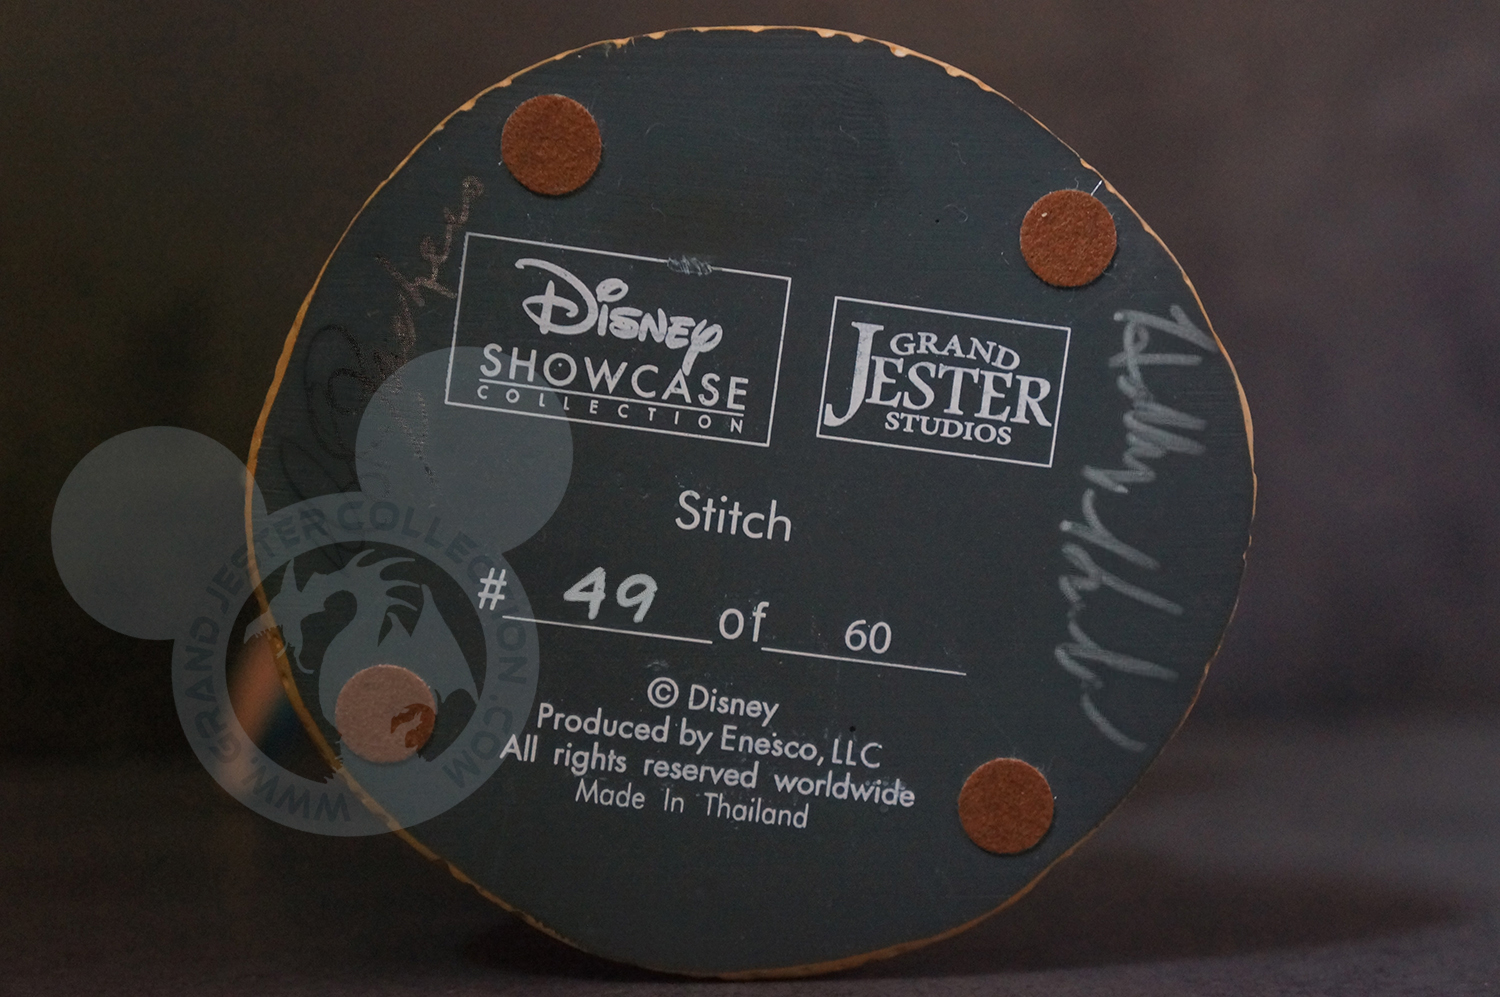 Disney
SHOWCASE
COLLECTION
GRAND
JESTER
STUDIOS
Stitch
# 49 of 60
© Disney
Produced by Enesco, LLC
All rights reserved worldwide
Made In Thailand
WWW.GRANDJESTERCOLLECTION.COM